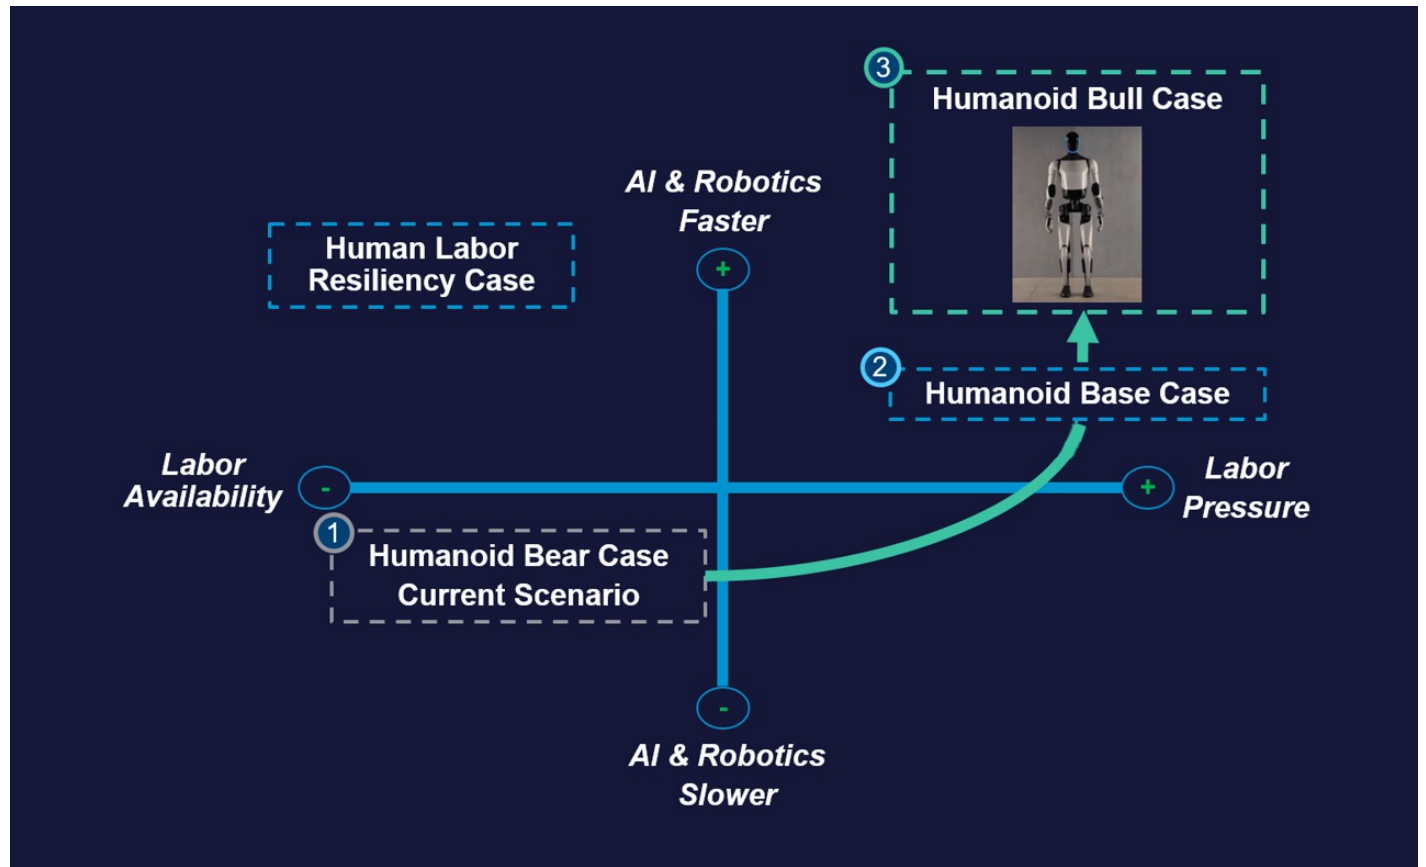 3
Humanoid Bull Case
AI & Robotics
Faster
+
Human Labor
Resiliency Case
2
Humanoid Base Case
Labor
Availability
-
+
Labor
Pressure
1
Humanoid Bear Case
Current Scenario
-
AI & Robotics
Slower